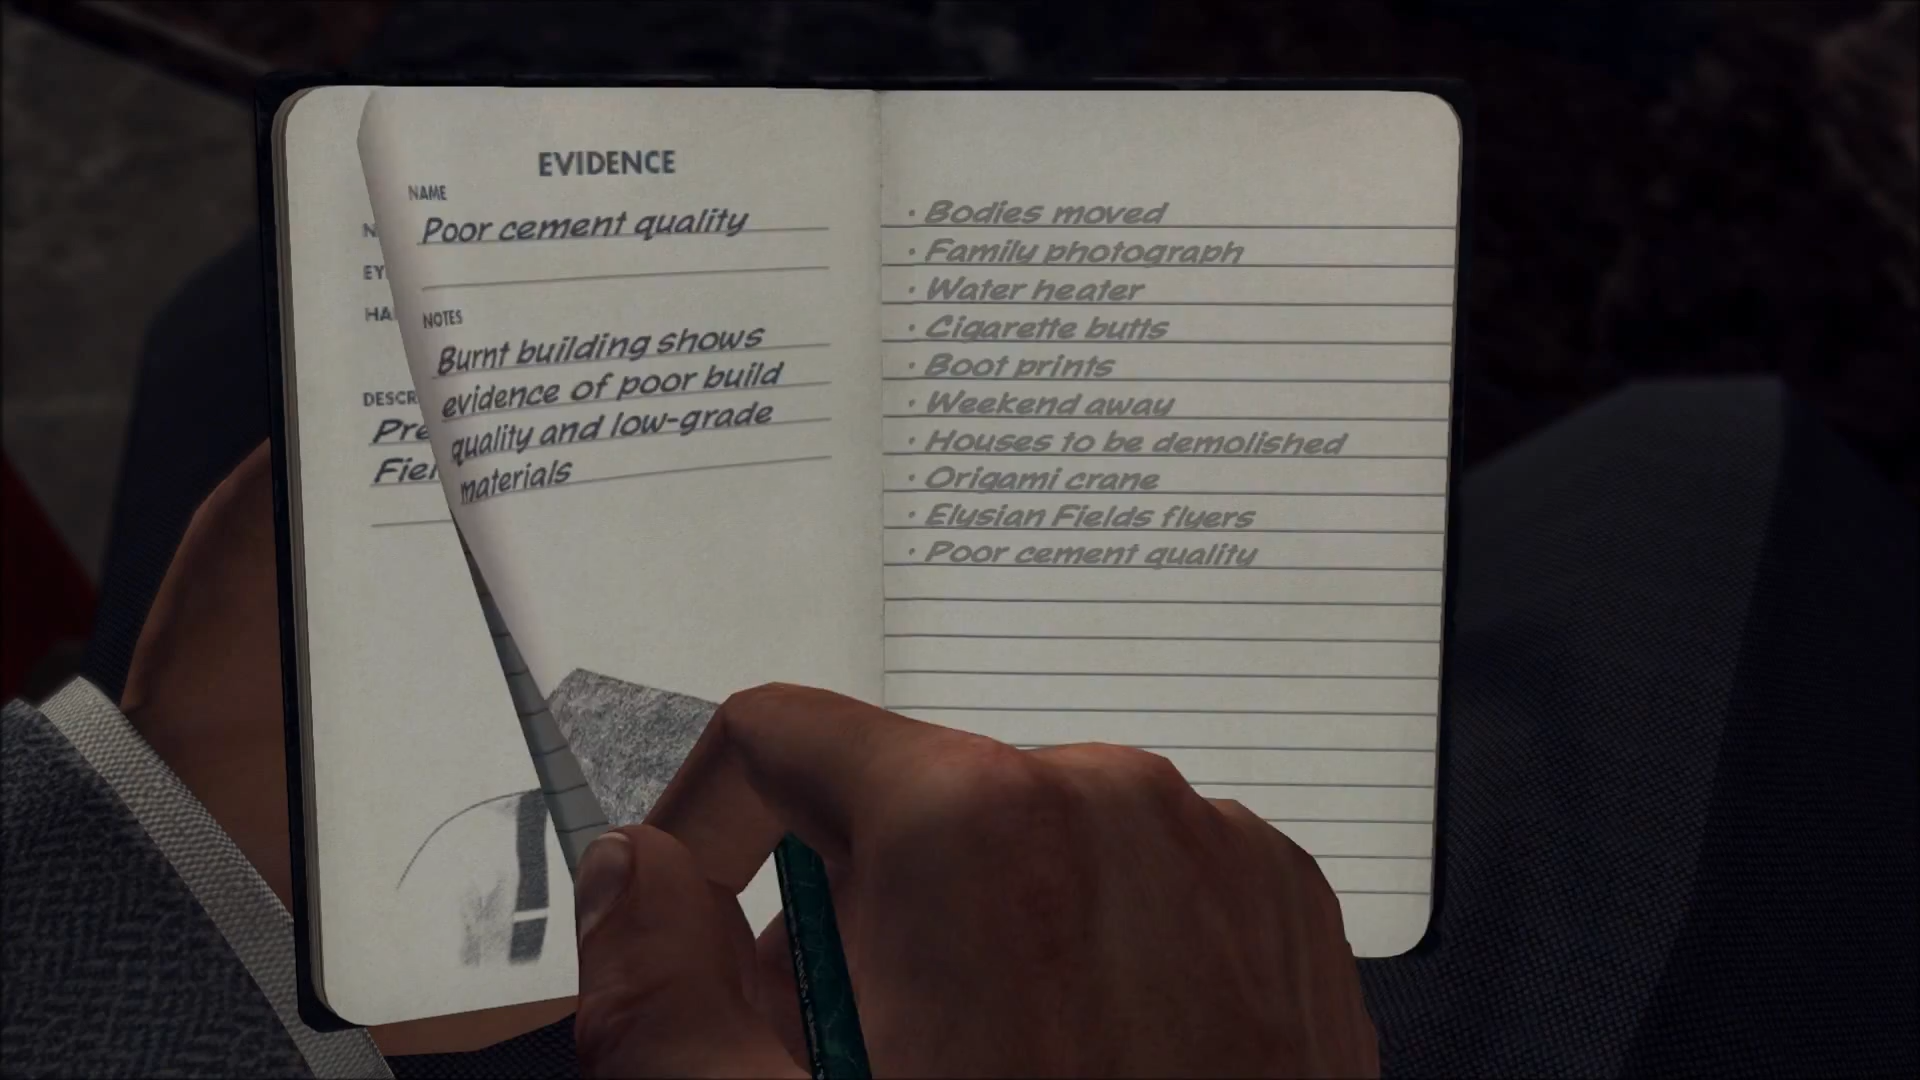 EVIDENCE
NAME
Poor cement quality
NOTES
Burnt building shows
evidence of poor build
quality and low-grade
materials
· Bodies moved
· Family photograph
· Water heater
· Cigarette butts
· Boot prints
· Weekend away
· Houses to be demolished
· Origami crane
· Elysian Fields flyers
· Poor cement quality